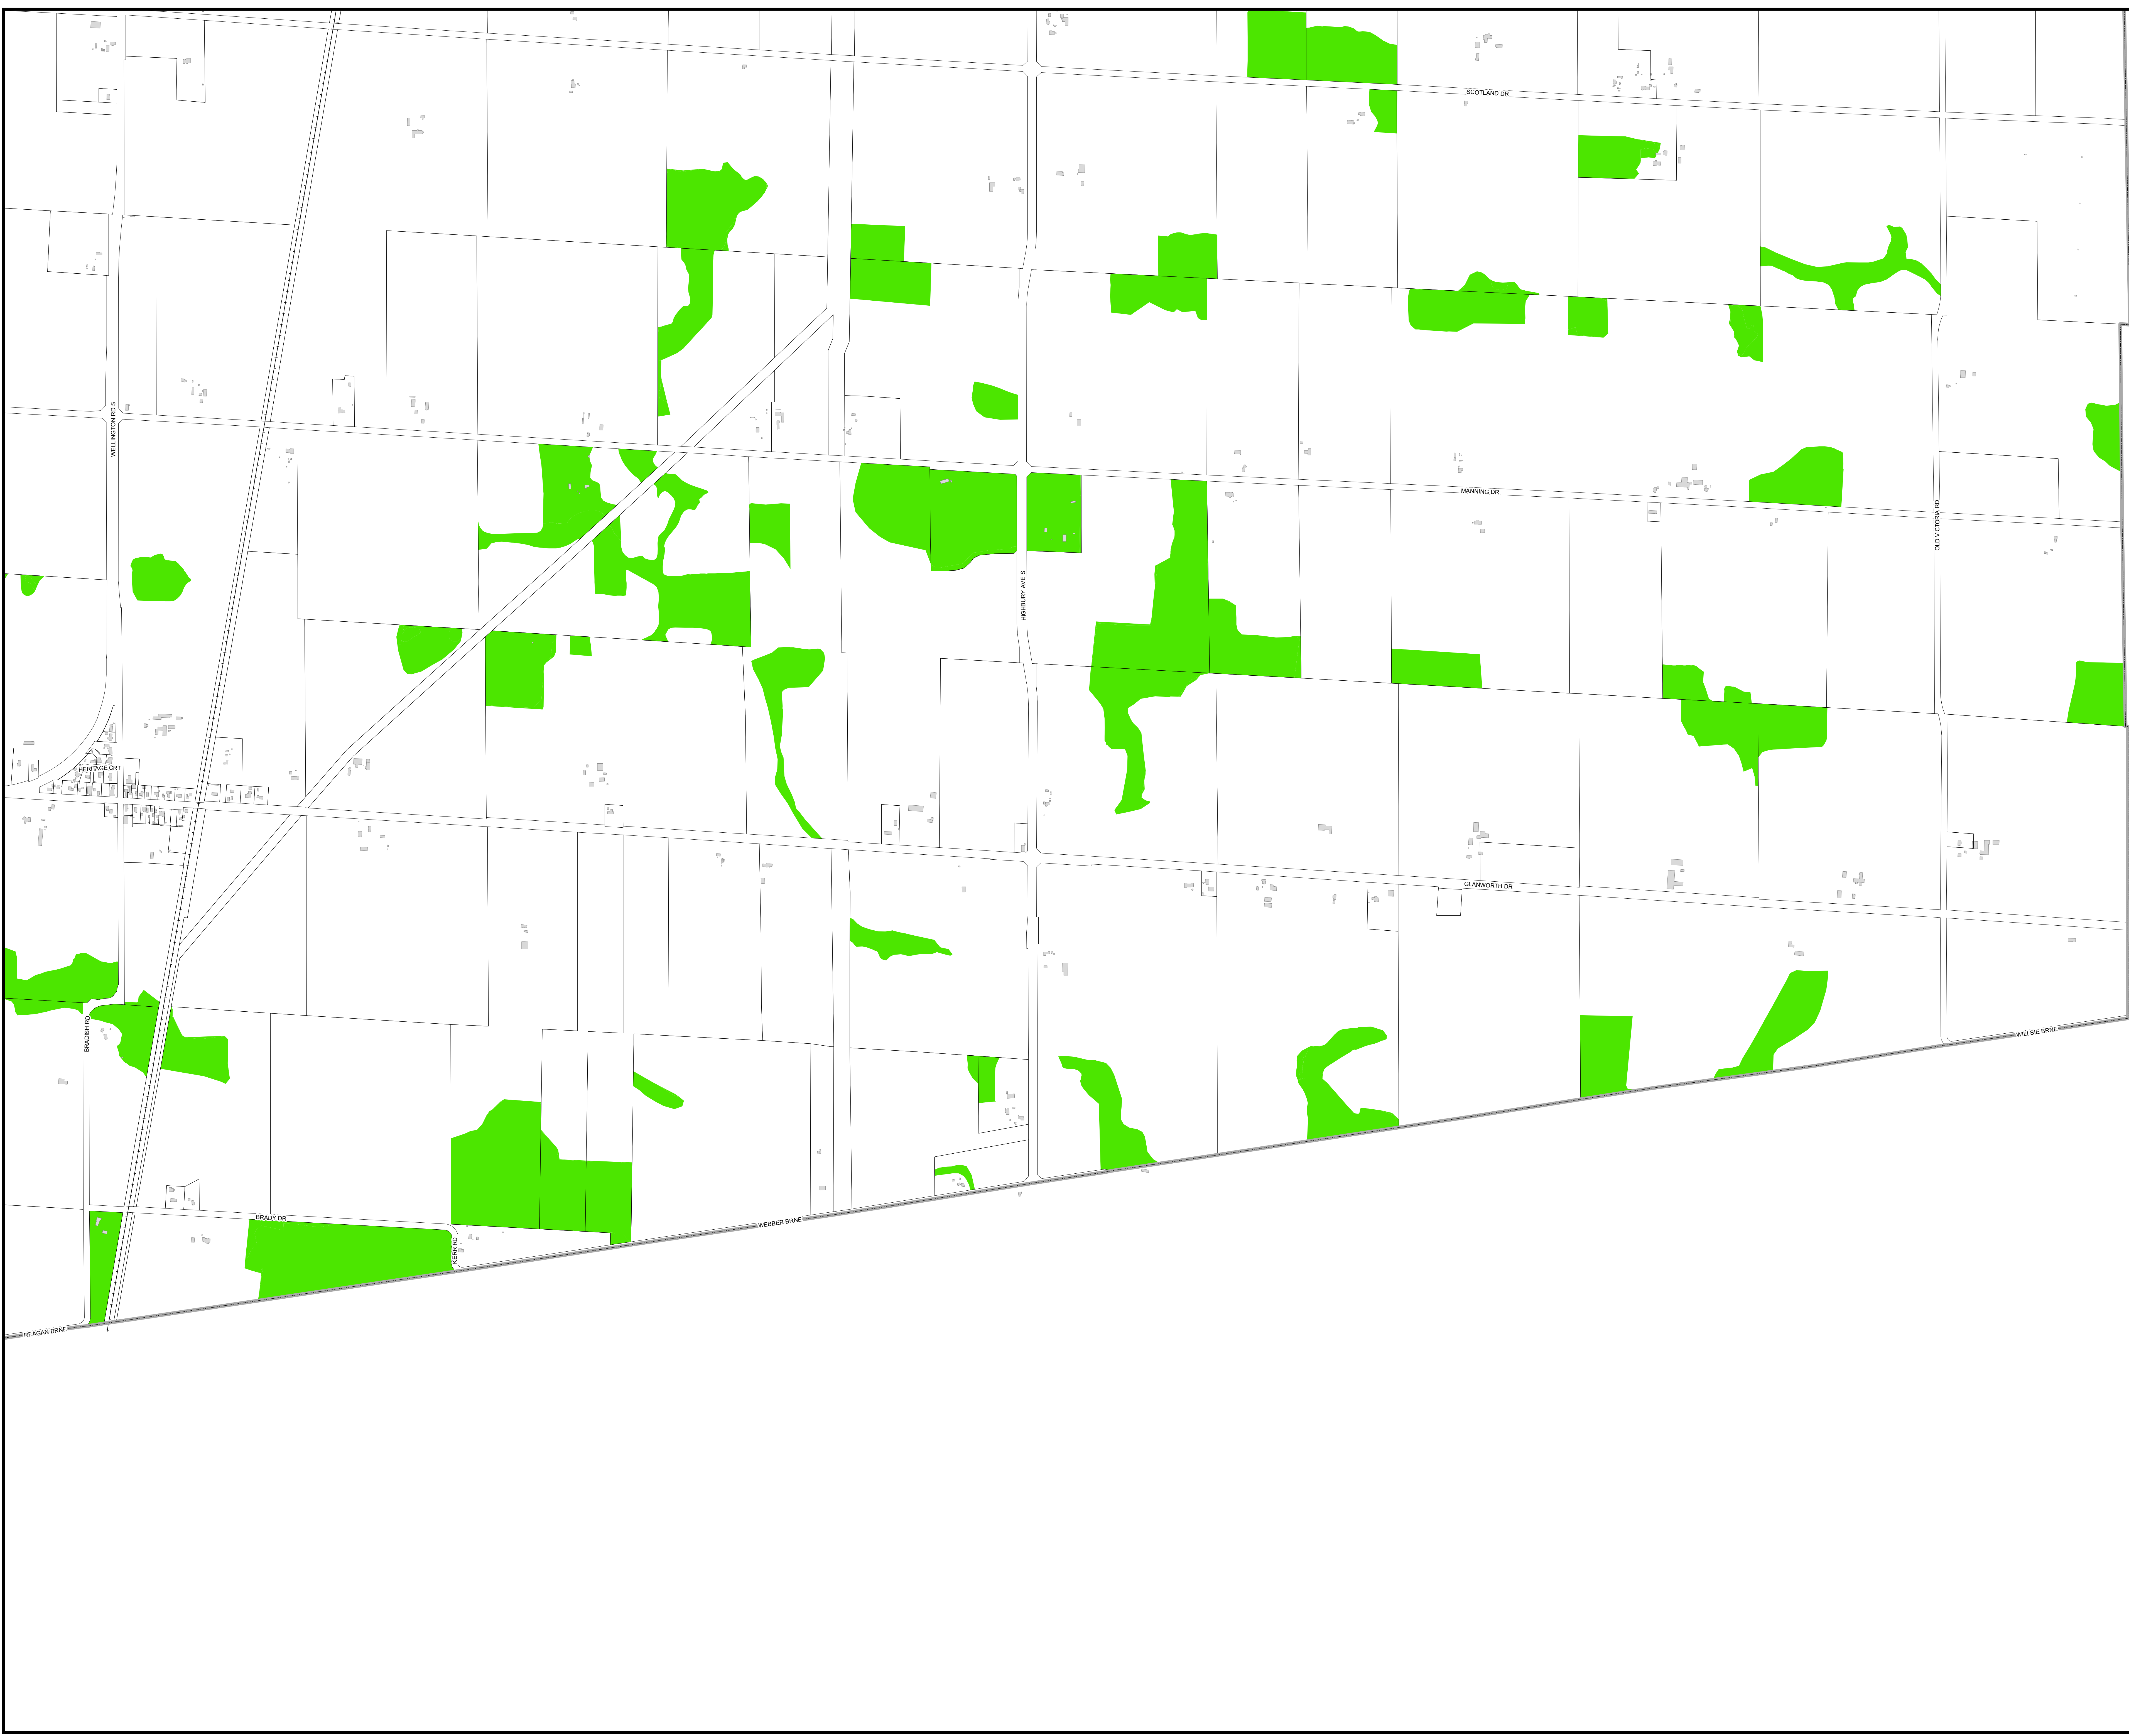 SCOTLAND DR
WELLINGTON RD S
MANNING DR
OLD VICTORIA RD
HIGHBURY AVE S
HERITAGE CRT
GLANWORTH DR
BRADISH RD
WILLSIE BRNE
BRADY DR
WEBBER BRNE
KERR RD
REAGAN BRNE